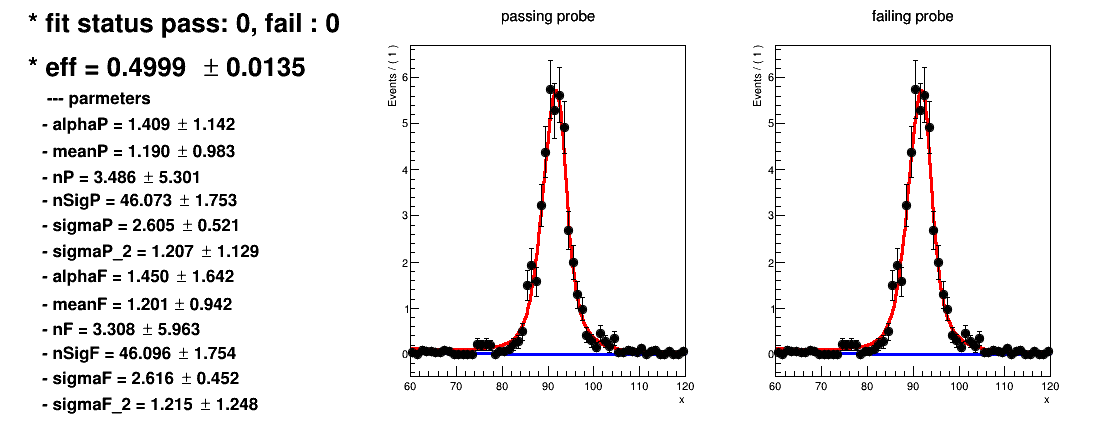 * fit status pass: 0, fail : 0
* eff = 0.4999 ± 0.0135
--- parmeters
- alphaP = 1.409 ± 1.142
- meanP = 1.190 ± 0.983
- nP = 3.486 ± 5.301
- nSigP = 46.073 ± 1.753
- sigmaP = 2.605 ± 0.521
- sigmaP_2 = 1.207 ± 1.129
- alphaF = 1.450 ± 1.642
- meanF = 1.201 ± 0.942
- nF = 3.308 ± 5.963
- nSigF = 46.096 ± 1.754
- sigmaF = 2.616 ± 0.452
- sigmaF_2 = 1.215 ± 1.248
passing probe
Events / ( 1 )
6
5
4
3
2
1
0
60 70 80 90 100 110 120
x
failing probe
Events / ( 1 )
6
5
4
3
2
1
0
60 70 80 90 100 110 120
x